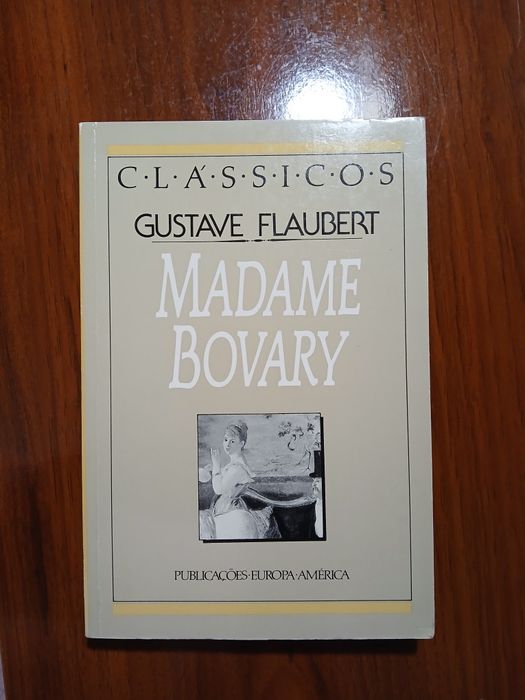 C·L·Á·S·S·I·C·O·S
GUSTAVE FLAUBERT
MADAME
BOVARY
PUBLICAÇÕES·EUROPA·AMÉRICA